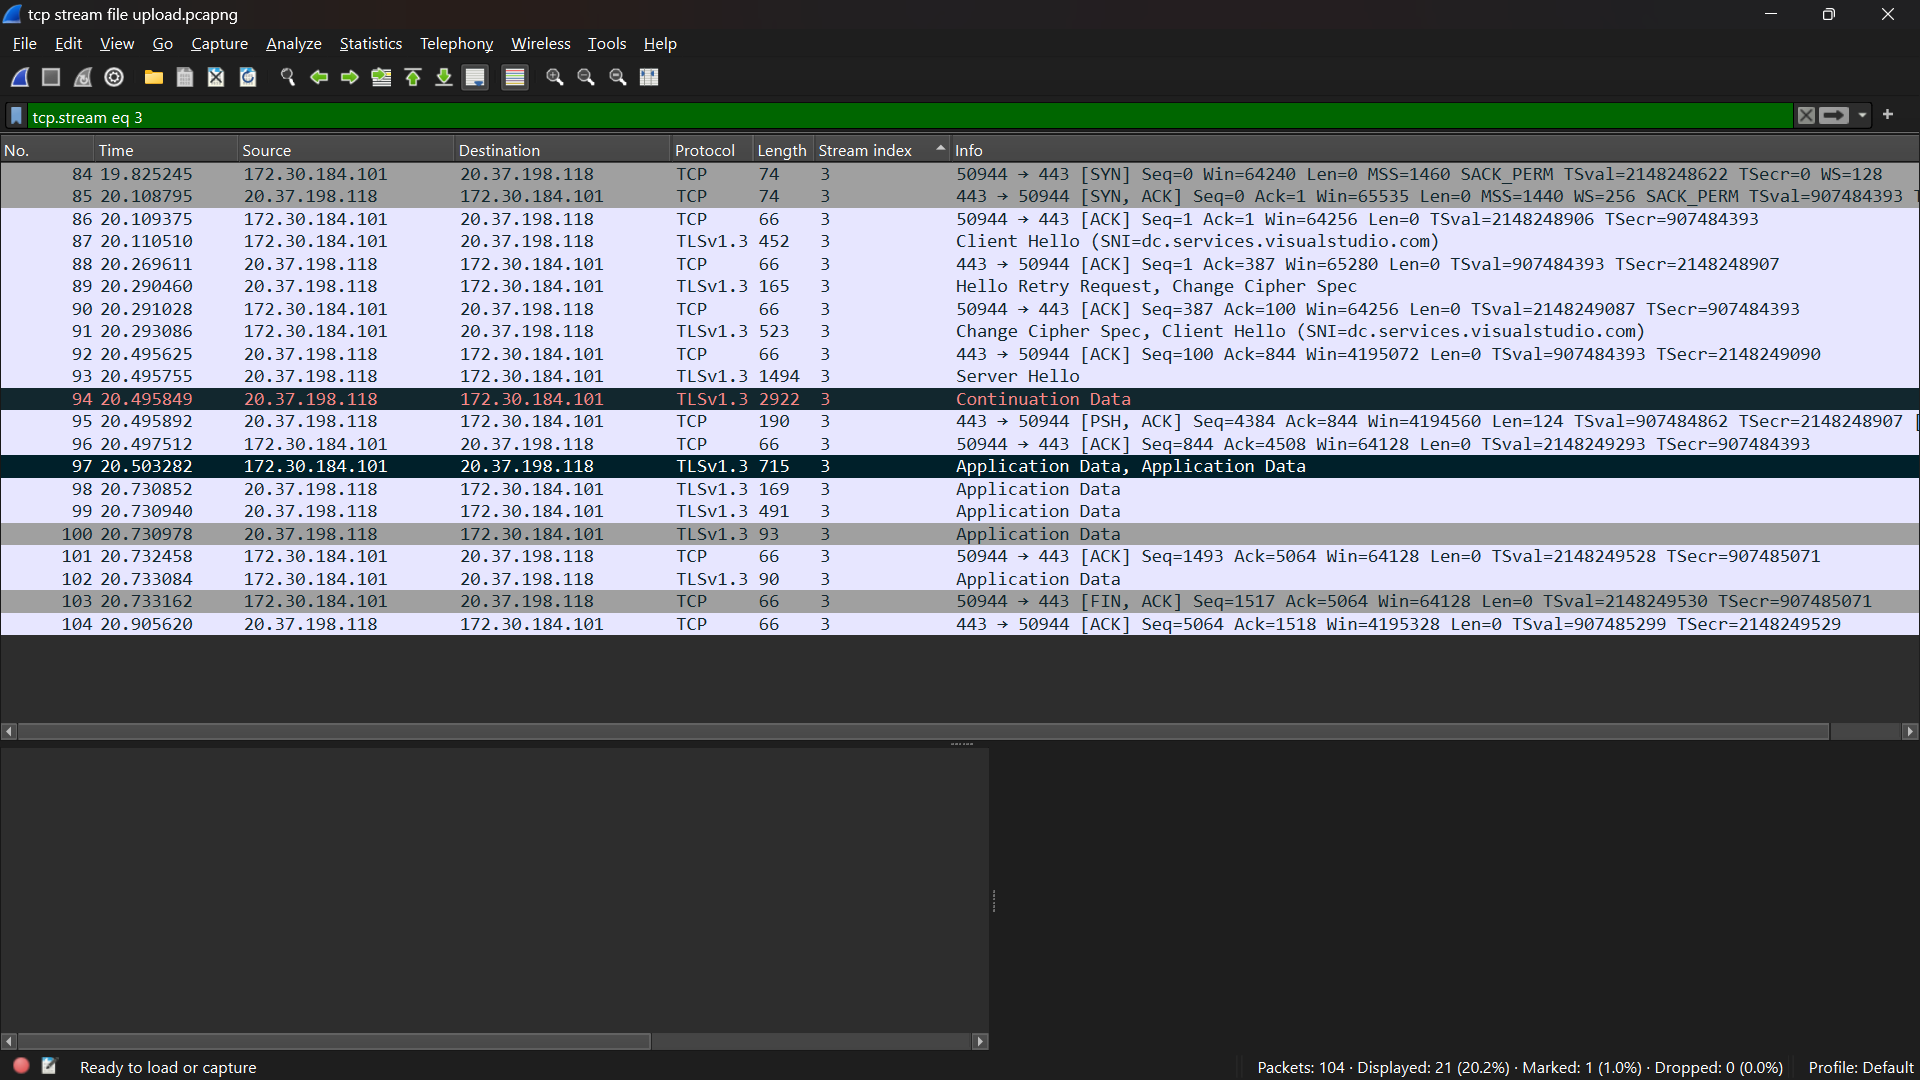 tcp stream file upload.pcapng
File Edit View Go Capture Analyze Statistics Telephony Wireless Tools Help
tcp.stream eq 3
No. Time Source Destination Protocol Length Stream index Info
84 19.825245 172.30.184.101 20.37.198.118 TCP 74 3 50944 → 443 [SYN] Seq=0 Win=64240 Len=0 MSS=1460 SACK_PERM TSval=2148248622 TSecr=0 WS=128
85 20.108795 20.37.198.118 172.30.184.101 TCP 74 3 443 → 50944 [SYN, ACK] Seq=0 Ack=1 Win=65535 Len=0 MSS=1440 WS=256 SACK_PERM TSval=907484393
86 20.109375 172.30.184.101 20.37.198.118 TCP 66 3 50944 → 443 [ACK] Seq=1 Ack=1 Win=64256 Len=0 TSval=2148248906 TSecr=907484393
87 20.110510 172.30.184.101 20.37.198.118 TLSv1.3 452 3 Client Hello (SNI=dc.services.visualstudio.com)
88 20.269611 20.37.198.118 172.30.184.101 TCP 66 3 443 → 50944 [ACK] Seq=1 Ack=387 Win=65280 Len=0 TSval=907484393 TSecr=2148248907
89 20.290460 20.37.198.118 172.30.184.101 TLSv1.3 165 3 Hello Retry Request, Change Cipher Spec
90 20.291028 172.30.184.101 20.37.198.118 TCP 66 3 50944 → 443 [ACK] Seq=387 Ack=100 Win=64256 Len=0 TSval=2148249087 TSecr=907484393
91 20.293086 172.30.184.101 20.37.198.118 TLSv1.3 523 3 Change Cipher Spec, Client Hello (SNI=dc.services.visualstudio.com)
92 20.495625 20.37.198.118 172.30.184.101 TCP 66 3 443 → 50944 [ACK] Seq=100 Ack=844 Win=4195072 Len=0 TSval=907484393 TSecr=2148249090
93 20.495755 20.37.198.118 172.30.184.101 TLSv1.3 1494 3 Server Hello
94 20.495849 20.37.198.118 172.30.184.101 TLSv1.3 2922 3 Continuation Data
95 20.495892 20.37.198.118 172.30.184.101 TCP 190 3 443 → 50944 [PSH, ACK] Seq=4384 Ack=844 Win=4194560 Len=124 TSval=907484862 TSecr=2148248907 [
96 20.497512 172.30.184.101 20.37.198.118 TCP 66 3 50944 → 443 [ACK] Seq=844 Ack=4508 Win=64128 Len=0 TSval=2148249293 TSecr=907484393
97 20.503282 172.30.184.101 20.37.198.118 TLSv1.3 715 3 Application Data, Application Data
98 20.730852 20.37.198.118 172.30.184.101 TLSv1.3 169 3 Application Data
99 20.730940 20.37.198.118 172.30.184.101 TLSv1.3 491 3 Application Data
100 20.730978 20.37.198.118 172.30.184.101 TLSv1.3 93 3 Application Data
101 20.732458 172.30.184.101 20.37.198.118 TCP 66 3 50944 → 443 [ACK] Seq=1493 Ack=5064 Win=64128 Len=0 TSval=2148249528 TSecr=907485071
102 20.733084 172.30.184.101 20.37.198.118 TLSv1.3 90 3 Application Data
103 20.733162 172.30.184.101 20.37.198.118 TCP 66 3 50944 → 443 [FIN, ACK] Seq=1517 Ack=5064 Win=64128 Len=0 TSval=2148249530 TSecr=907485071
104 20.905620 20.37.198.118 172.30.184.101 TCP 66 3 443 → 50944 [ACK] Seq=5064 Ack=1518 Win=4195328 Len=0 TSval=907485299 TSecr=2148249529
Ready to load or capture Packets: 104 · Displayed: 21 (20.2%) · Marked: 1 (1.0%) · Dropped: 0 (0.0%) Profile: Default